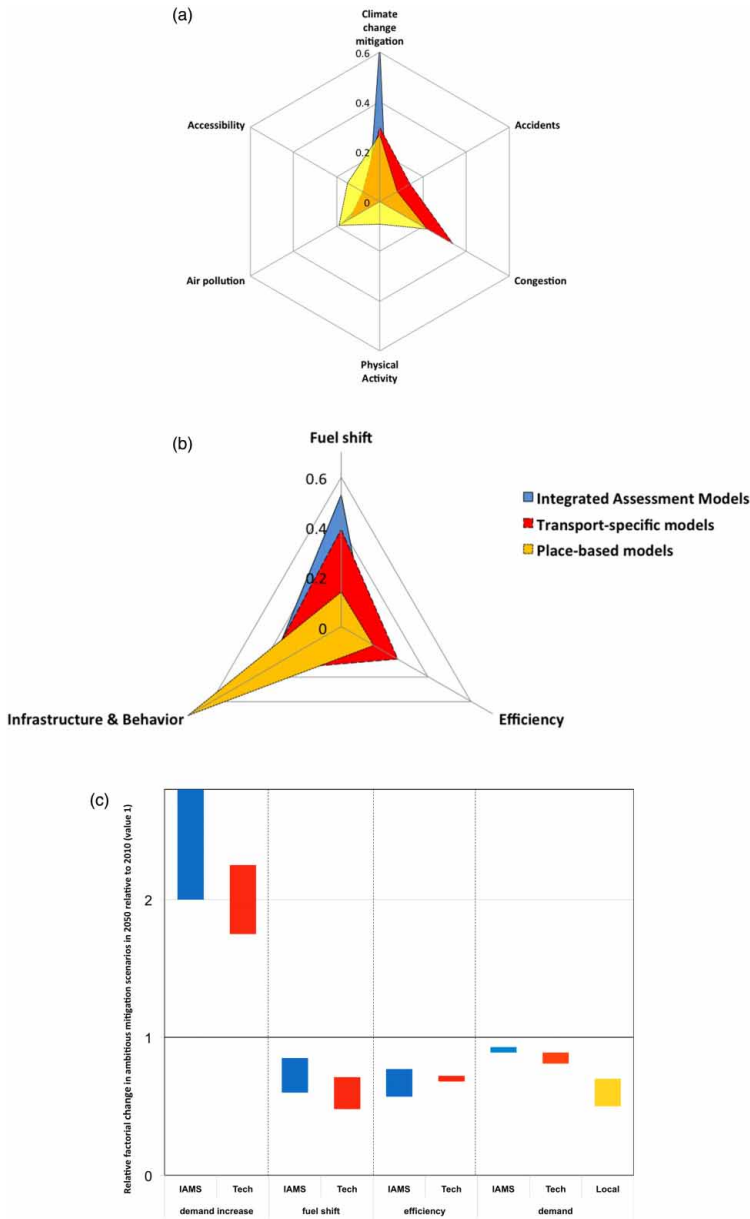 (a)
Climate
change
mitigation
0.6
0.4
0.2
0
Accessibility
Accidents
Air pollution
Congestion
Physical
Activity
(b)
Fuel shift
0.6
0.4
0.2
0
Infrastructure & Behavior
Efficiency
Integrated Assessment Models
Transport-specific models
Place-based models
(c)
Relative factorial change in ambitious mitigation scenarios in 2050 relative to 2010 (value 1)
2
1
0
IAMS Tech IAMS Tech IAMS Tech IAMS Tech Local
demand increase fuel shift efficiency demand